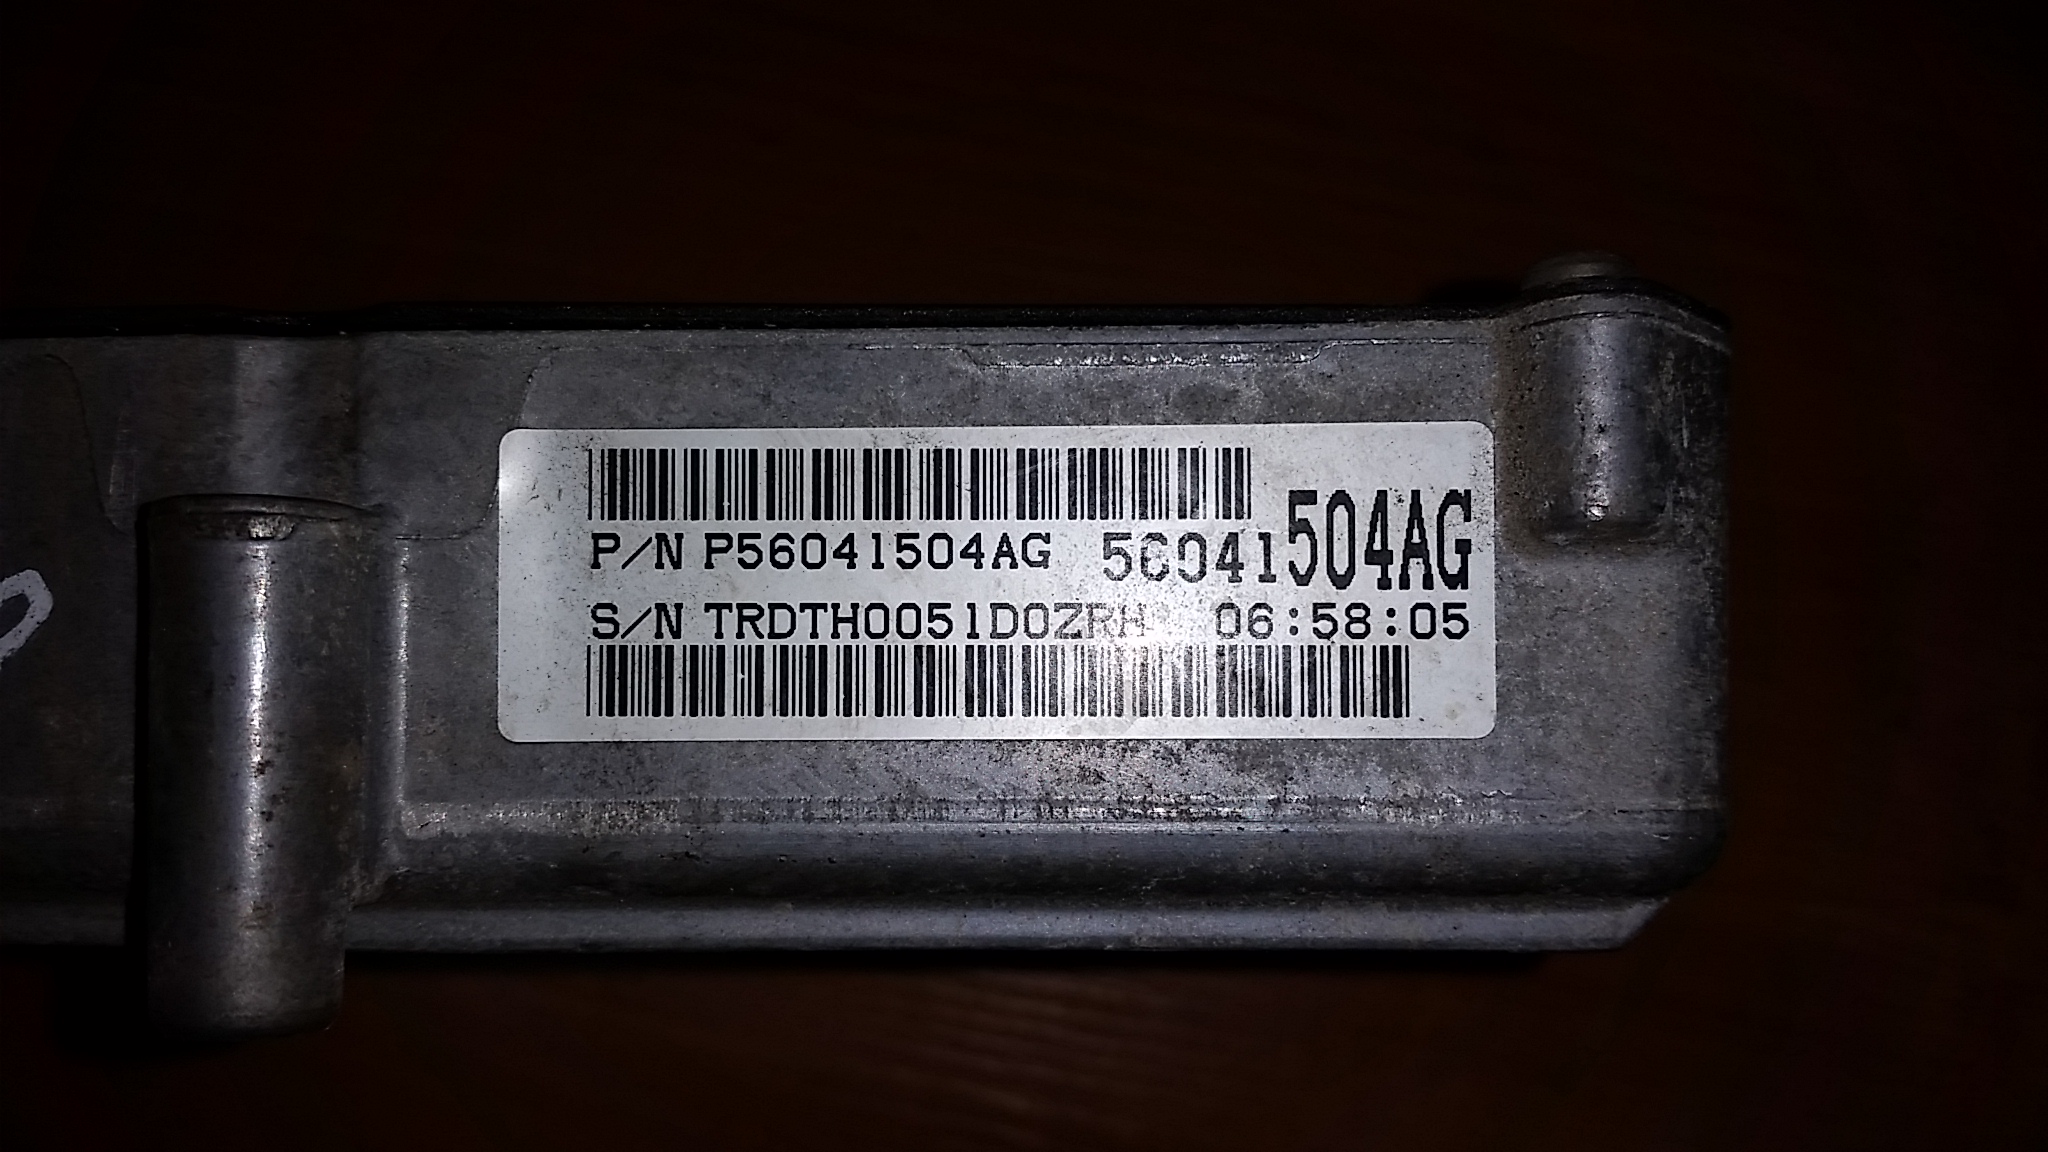 P/N P56041504AG 56041504AG
S/N TRDTH0051D0ZRH 06:58:05